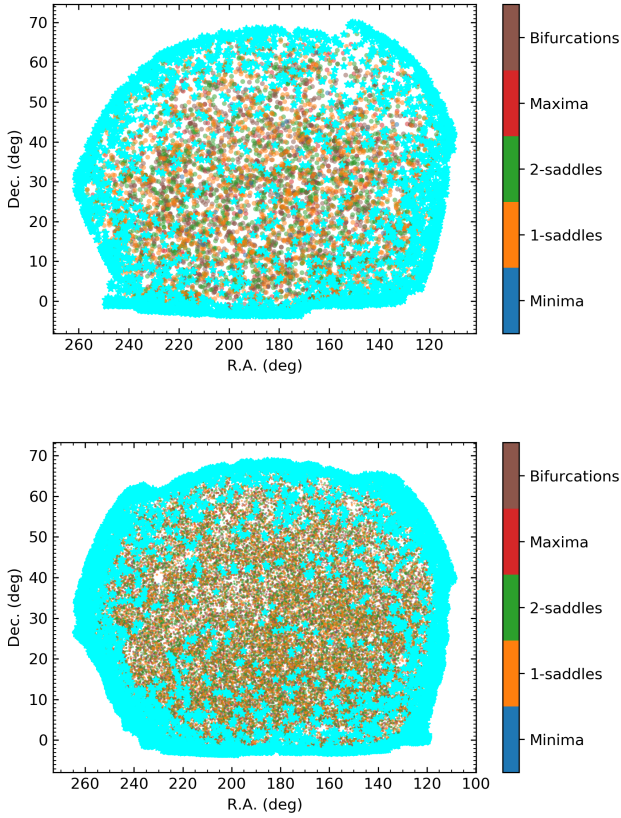 70
60
50
40
30
20
10
0
Dec. (deg)
260 240 220 200 180 160 140 120
R.A. (deg)
Bifurcations
Maxima
2-saddles
1-saddles
Minima
70
60
50
40
30
20
10
0
Dec. (deg)
260 240 220 200 180 160 140 120 100
R.A. (deg)
Bifurcations
Maxima
2-saddles
1-saddles
Minima